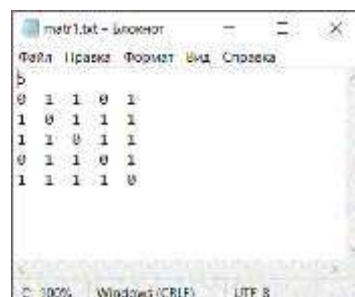 matr1.txt – Блокнот
Файл Правка Формат Вид Справка
5
0 1 1 0 1
1 0 1 1 1
1 1 0 1 1
0 1 1 0 1
1 1 1 1 0
100% Windows (CRLF) UTF-8